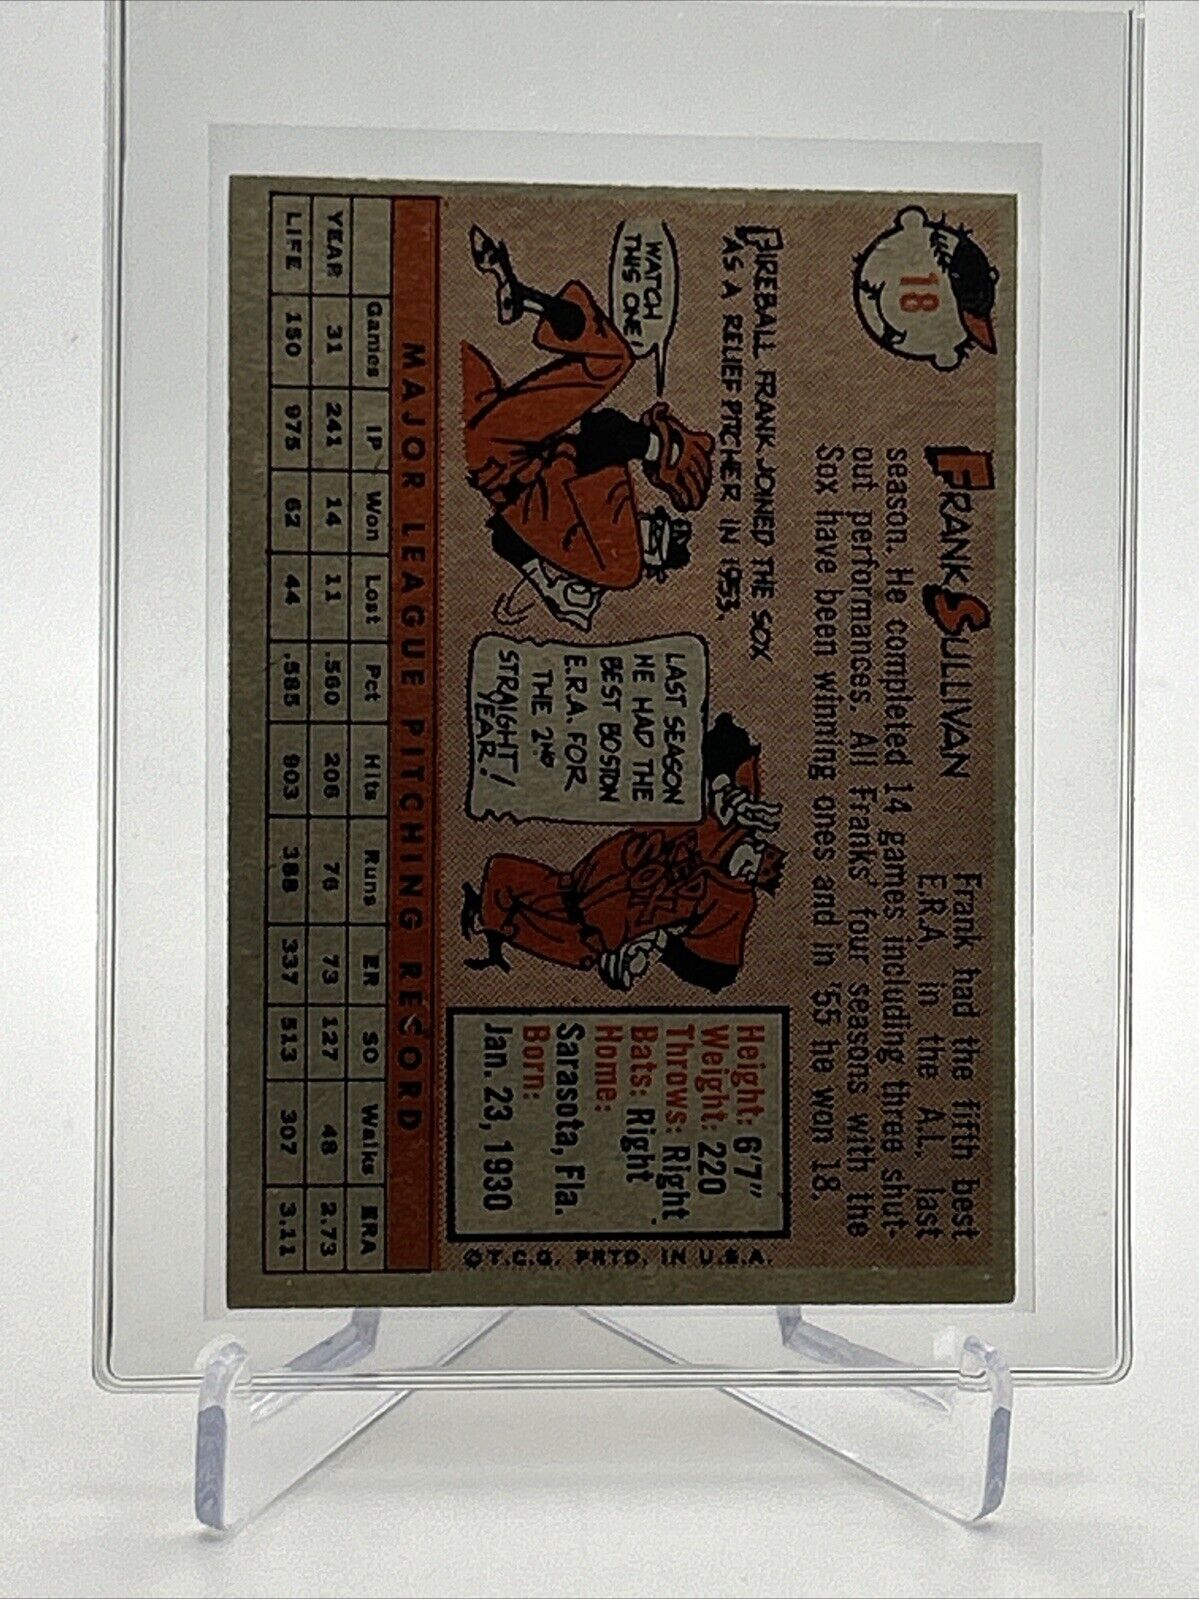 18
FRANK SULLIVAN
Frank had the fifth best
E.R.A. in the A.L. last
season. He completed 14 games including three shut-
out performances. All Franks' four seasons with the
Sox have been winning ones and in '55 he won 18.
FIREBALL FRANK JOINED THE SOX
AS A RELIEF PITCHER IN 1953.
WATCH
THIS ONE!
LAST SEASON
HE HAD THE
BEST BOSTON
E.R.A. FOR
THE 2ND
STRAIGHT
YEAR!
RED
SOX
Height: 6'7"
Weight: 220
Throws: Right
Bats: Right
Home:
Sarasota, Fla.
Born:
Jan. 23, 1930
©T.C.G. PRTD. IN U.S.A.
MAJOR LEAGUE PITCHING RECORD
Games IP Won Lost Pct Hits Runs ER SO Walks ERA
YEAR 31 241 14 11 .560 206 76 73 127 48 2.73
LIFE 150 975 62 44 .585 903 388 337 513 307 3.11